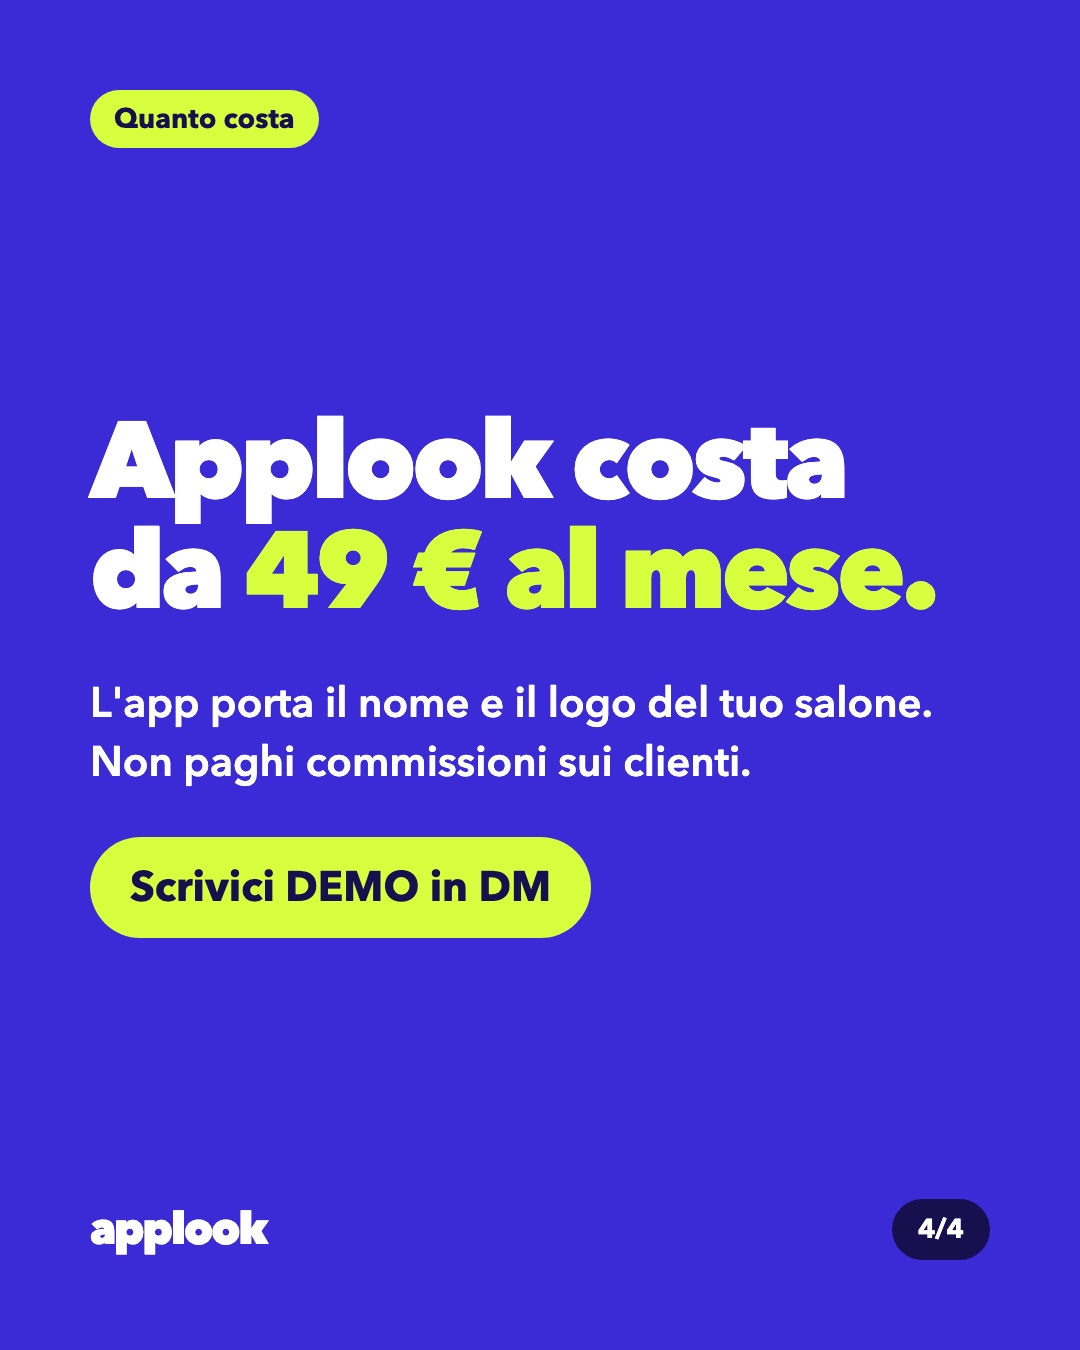 Quanto costa
Applook costa
da 49 € al mese.
L'app porta il nome e il logo del tuo salone.
Non paghi commissioni sui clienti.
Scrivici DEMO in DM
applook
4/4